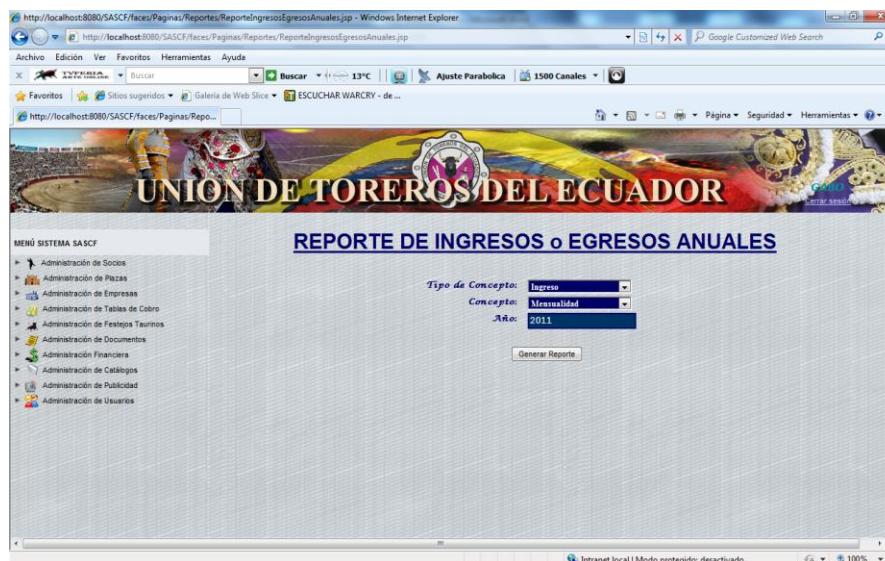 http://localhost:8080/SASCF/faces/Paginas/Reportes/ReporteIngresosEgresosAnuales.jsp - Windows Internet Explorer
http://localhost:8080/SASCF/faces/Paginas/Reportes/ReporteIngresosEgresosAnuales.jsp
Google Customized Web Search
Archivo Edición Ver Favoritos Herramientas Ayuda
x Buscar Buscar 13°C Ajuste Parabolica 1500 Canales
Favoritos Sitios sugeridos Galería de Web Slice ESCUCHAR WARCRY - de ...
http://localhost:8080/SASCF/faces/Paginas/Repo...
Página Seguridad Herramientas
UNION DE TOREROS DEL ECUADOR
Cerrar sesión
MENÚ SISTEMA SASCF
REPORTE DE INGRESOS o EGRESOS ANUALES
Administración de Socios
Administración de Plazas
Administración de Empresas
Administración de Tablas de Cobro
Administración de Festejos Taurinos
Administración de Documentos
Administración Financiera
Administración de Catálogos
Administración de Publicidad
Administración de Usuarios
Tipo de Concepto: Ingreso
Concepto: Mensualidad
Año: 2011
Generar Reporte
Intranet local | Modo protegido: desactivado
100%